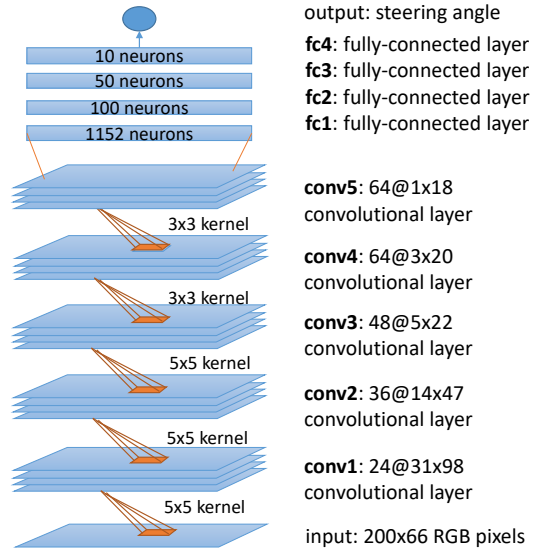 output: steering angle
10 neurons
fc4: fully-connected layer
50 neurons
fc3: fully-connected layer
100 neurons
fc2: fully-connected layer
1152 neurons
fc1: fully-connected layer
conv5: 64@1x18
convolutional layer
3x3 kernel
conv4: 64@3x20
convolutional layer
3x3 kernel
conv3: 48@5x22
convolutional layer
5x5 kernel
conv2: 36@14x47
convolutional layer
5x5 kernel
conv1: 24@31x98
convolutional layer
5x5 kernel
input: 200x66 RGB pixels